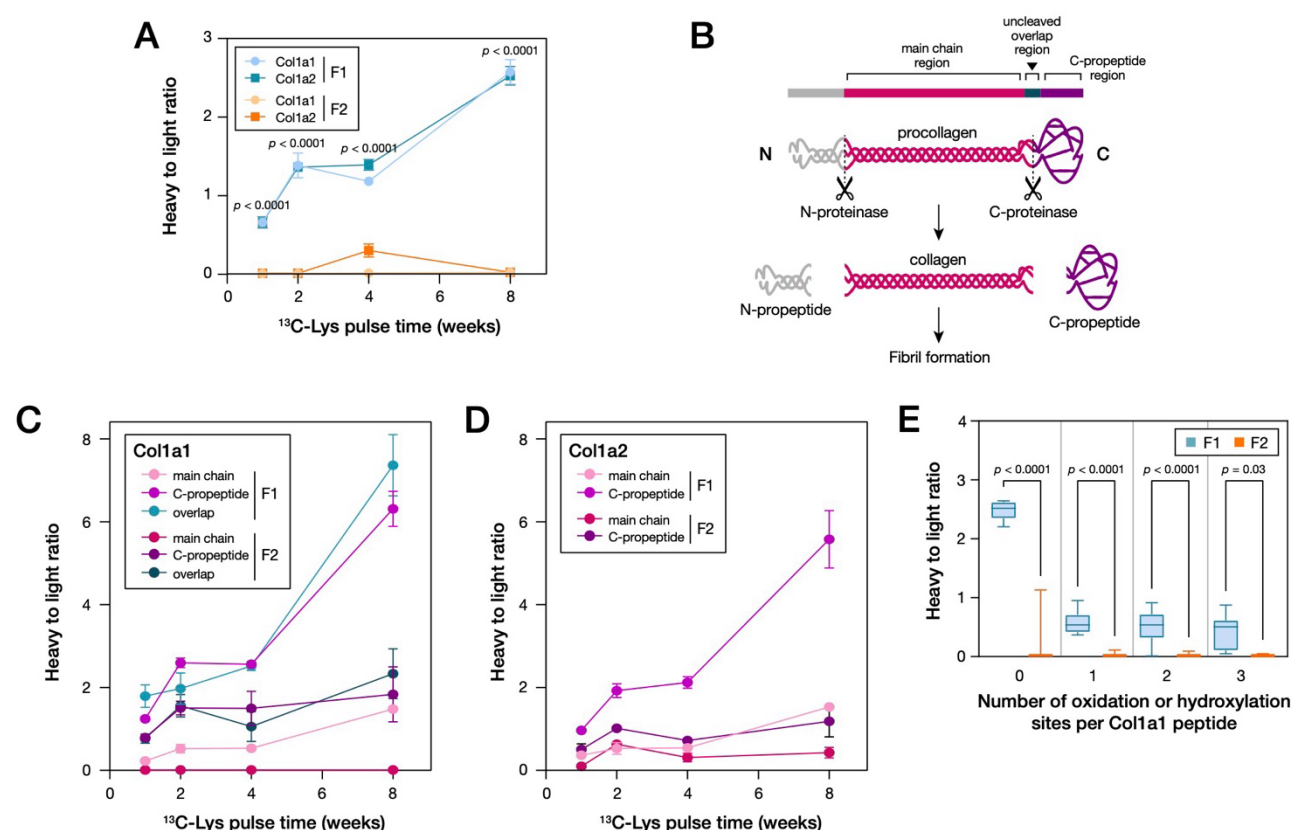 A
Heavy to light ratio
3
2
1
0
Col1a1
Col1a2
F1
Col1a1
Col1a2
F2
p < 0.0001
p < 0.0001
p < 0.0001
p < 0.0001
0
2
4
6
8
¹³C-Lys pulse time (weeks)
B
main chain
region
uncleaved
overlap
region
C-propeptide
region
procollagen
N
C
N-proteinase
C-proteinase
collagen
N-propeptide
C-propeptide
Fibril formation
C
Heavy to light ratio
8
6
4
2
0
Col1a1
main chain
C-propeptide
overlap
F1
main chain
C-propeptide
overlap
F2
0
2
4
6
8
¹³C-Lys pulse time (weeks)
D
Heavy to light ratio
8
6
4
2
0
Col1a2
main chain
C-propeptide
F1
main chain
C-propeptide
F2
0
2
4
6
8
¹³C-Lys pulse time (weeks)
E
Heavy to light ratio
4
3
2
1
0
F1
F2
p < 0.0001
p < 0.0001
p < 0.0001
p = 0.03
0
1
2
3
Number of oxidation or hydroxylation
sites per Col1a1 peptide